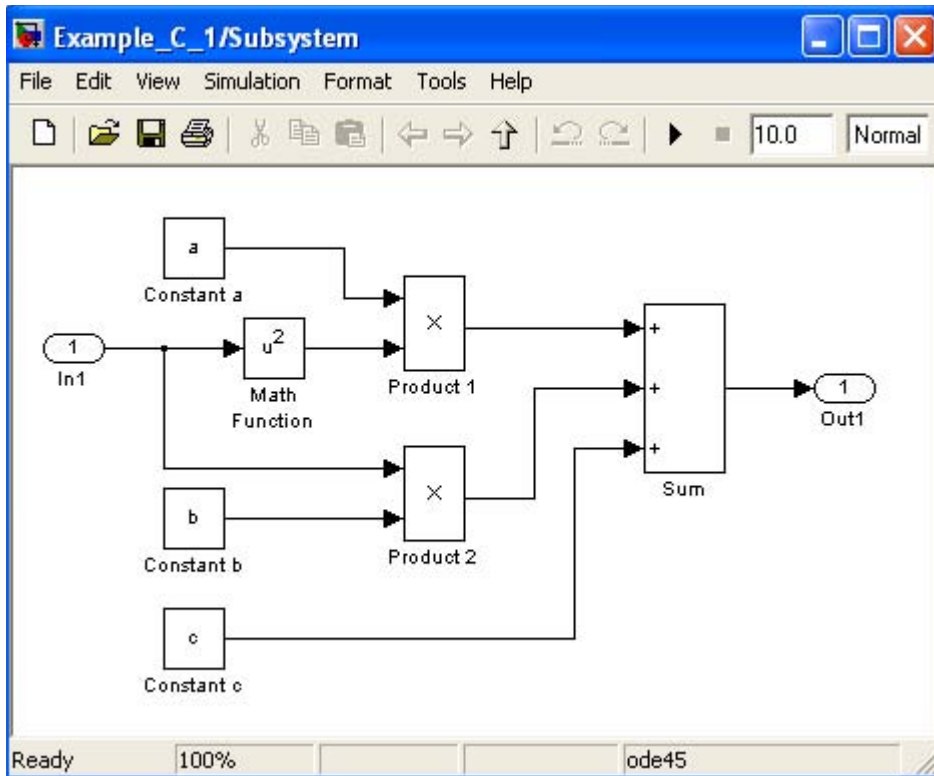 Example_C_1/Subsystem
File Edit View Simulation Format Tools Help
10.0 Normal
a
Constant a
1
In1
u²
Math
Function
×
Product 1
+
+
+
Sum
1
Out1
b
Constant b
×
Product 2
c
Constant c
Ready 100% ode45